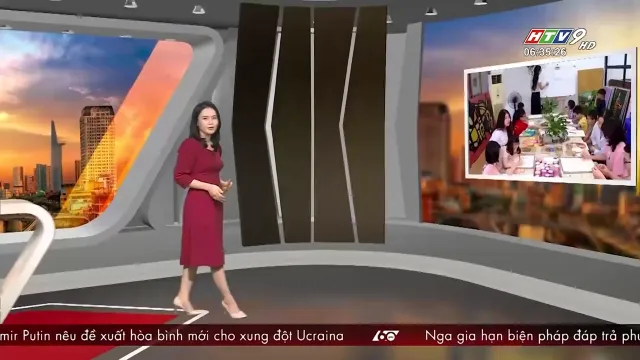 HTV9 HD
06:35:26
mir Putin nêu đề xuất hòa bình mới cho xung đột Ucraina 60 Nga gia hạn biện pháp đáp trả